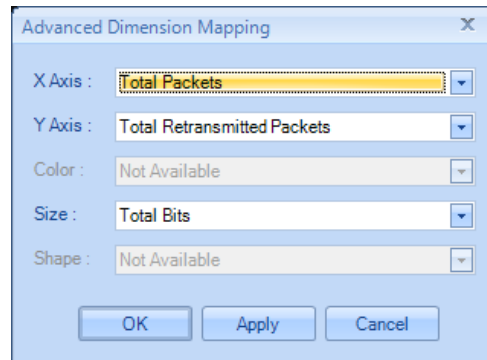 Advanced Dimension Mapping X
X Axis : Total Packets
Y Axis : Total Retransmitted Packets
Color : Not Available
Size : Total Bits
Shape : Not Available
OK Apply Cancel